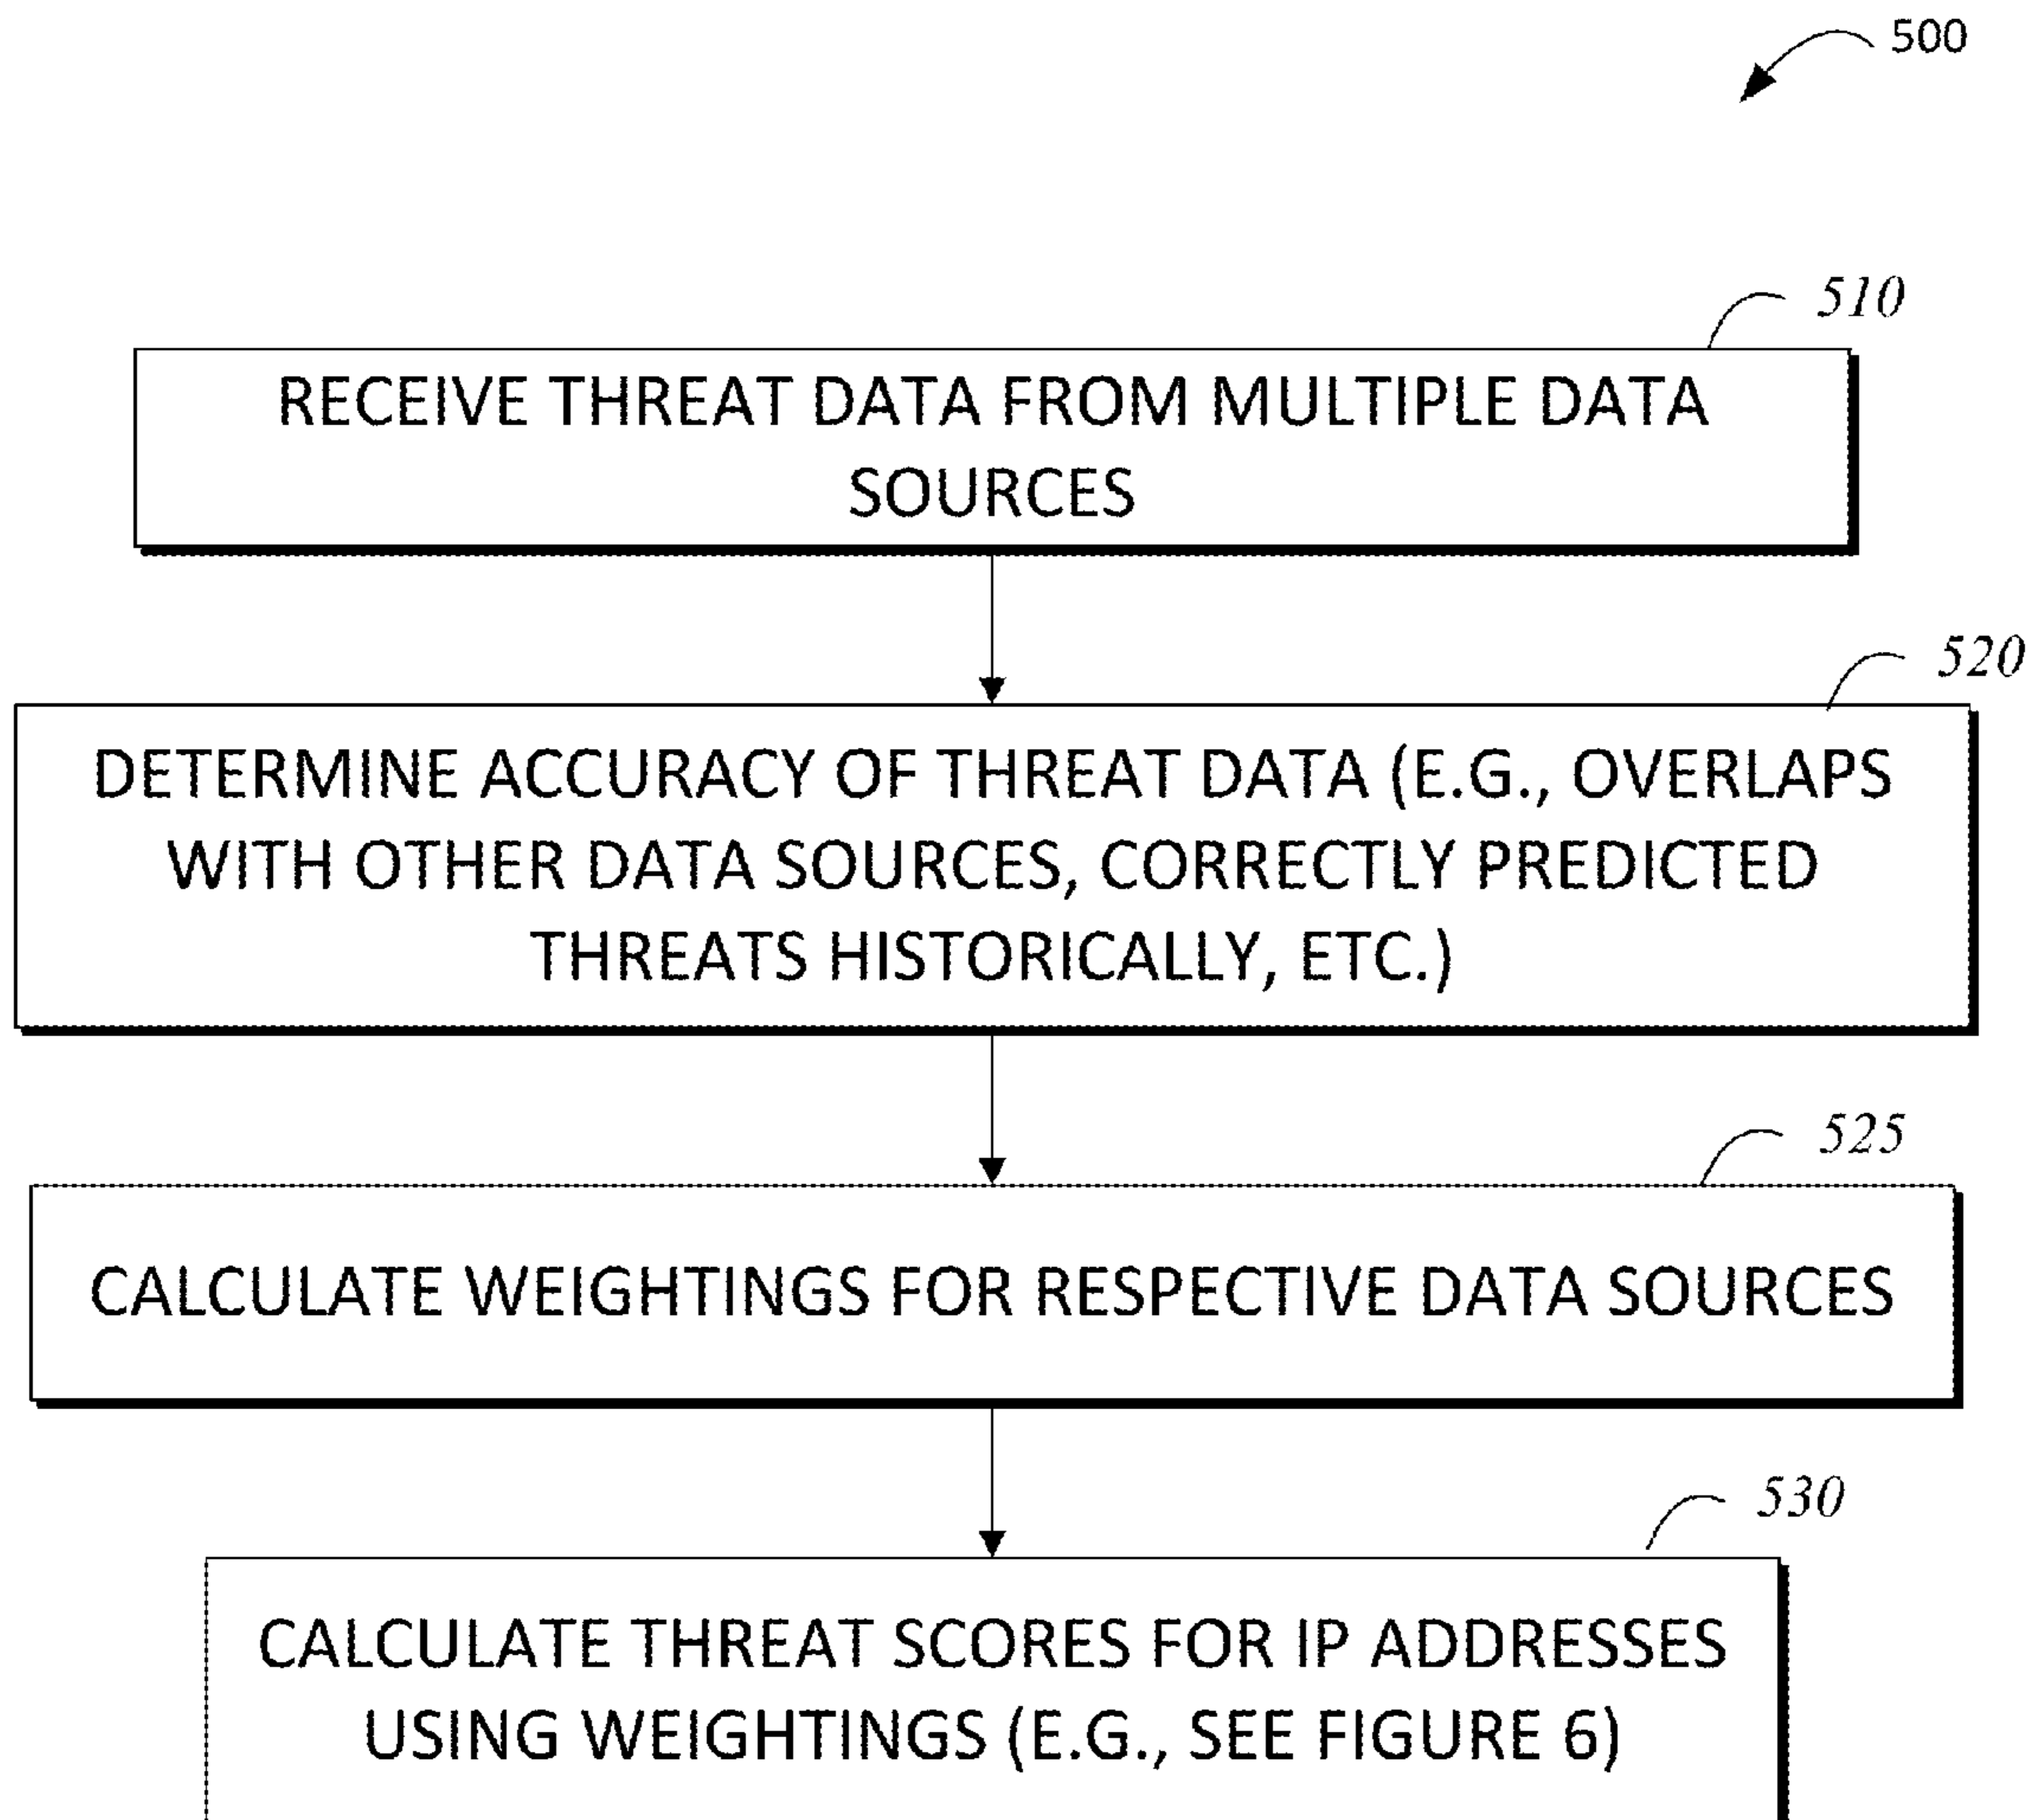 500
510
RECEIVE THREAT DATA FROM MULTIPLE DATA
SOURCES
520
DETERMINE ACCURACY OF THREAT DATA (E.G., OVERLAPS
WITH OTHER DATA SOURCES, CORRECTLY PREDICTED
THREATS HISTORICALLY, ETC.)
525
CALCULATE WEIGHTINGS FOR RESPECTIVE DATA SOURCES
530
CALCULATE THREAT SCORES FOR IP ADDRESSES
USING WEIGHTINGS (E.G., SEE FIGURE 6)